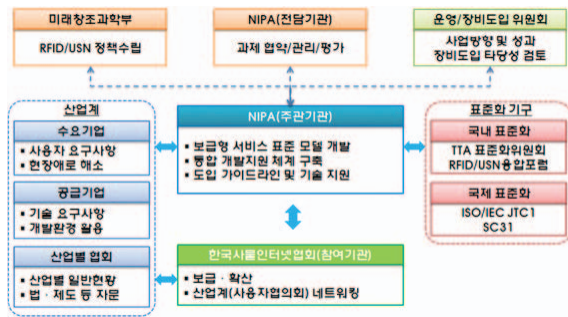 미래창조과학부
RFID/USN 정책수립
NIPA(전담기관)
과제 협약/관리/평가
운영/장비도입 위원회
사업방향 및 성과
장비도입 타당성 검토
산업계
수요기업
▪ 사용자 요구사항
▪ 현장애로 해소
공급기업
▪ 기술 요구사항
▪ 개발환경 활용
산업별 협회
▪ 산업별 일반현황
▪ 법 · 제도 등 자문
NIPA(주관기관)
▪ 보급형 서비스 표준 모델 개발
▪ 통합 개발지원 체계 구축
▪ 도입 가이드라인 및 기술 지원
한국사물인터넷협회(참여기관)
▪ 보급 · 확산
▪ 산업계(사용자협의회) 네트워킹
표준화 기구
국내 표준화
TTA 표준화위원회
RFID/USN융합포럼
국제 표준화
ISO/IEC JTC1
SC31